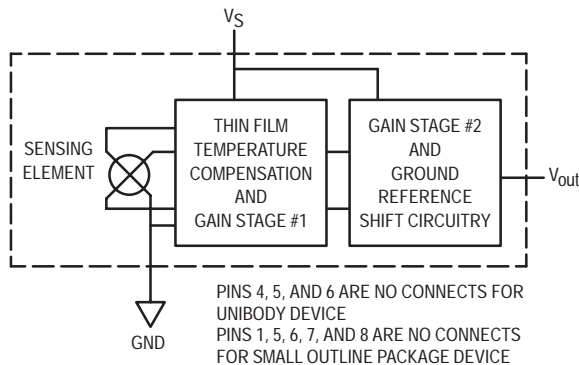 VS
SENSING
ELEMENT
THIN FILM
TEMPERATURE
COMPENSATION
AND
GAIN STAGE #1
GAIN STAGE #2
AND
GROUND
REFERENCE
SHIFT CIRCUITRY
Vout
GND
PINS 4, 5, AND 6 ARE NO CONNECTS FOR
UNIBODY DEVICE
PINS 1, 5, 6, 7, AND 8 ARE NO CONNECTS
FOR SMALL OUTLINE PACKAGE DEVICE